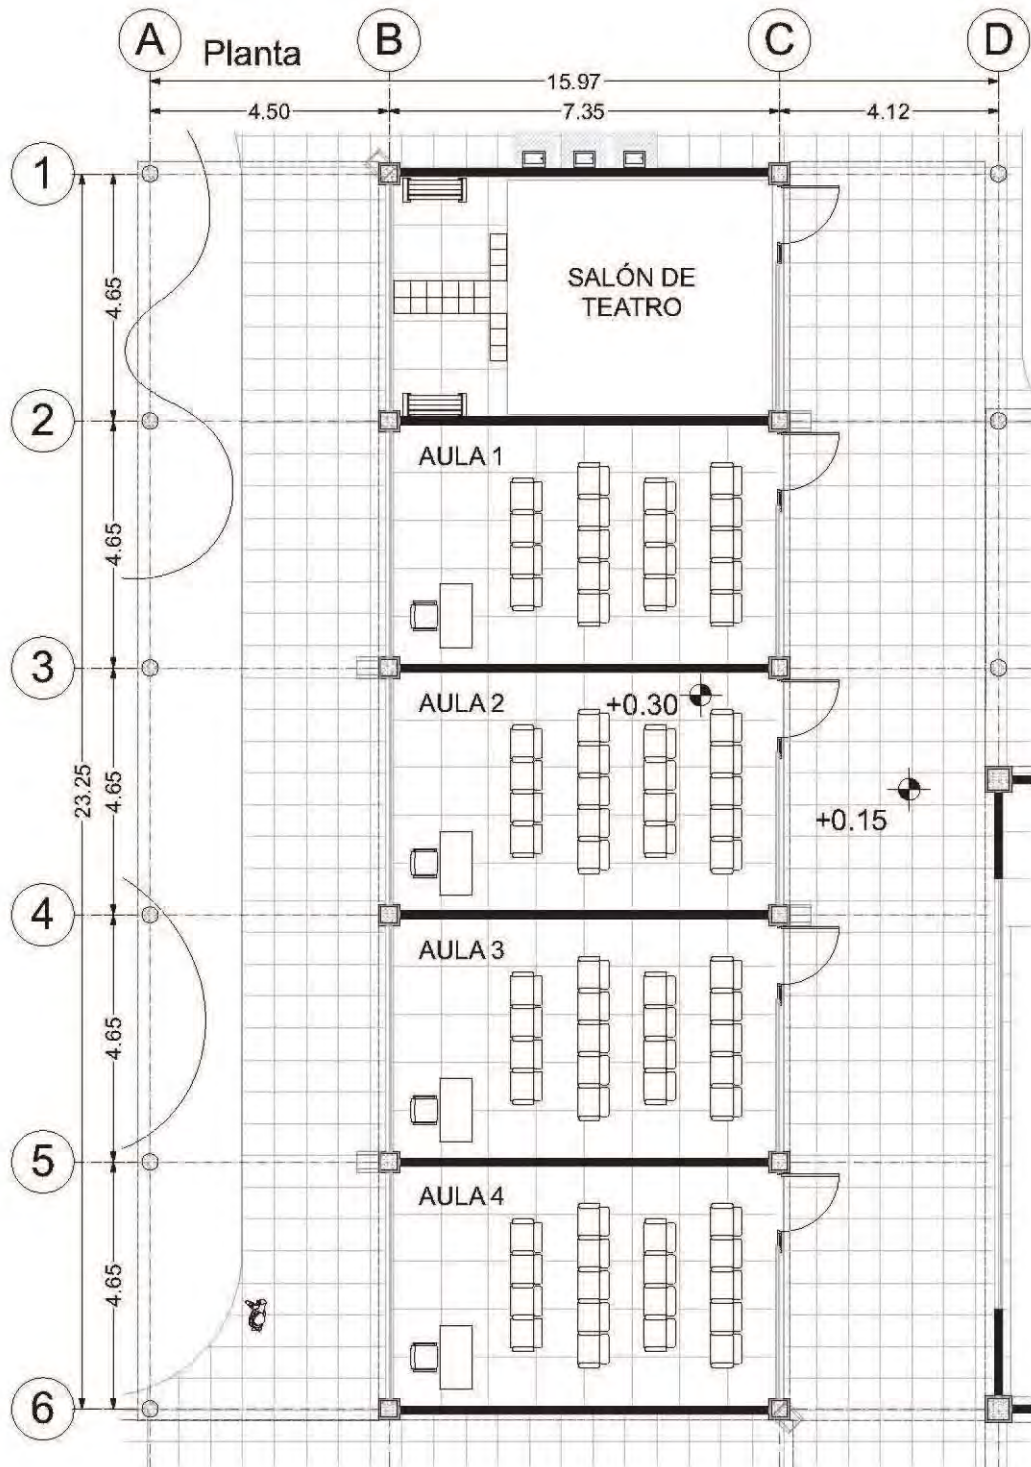 A
B
C
D
Planta
15.97
4.50
7.35
4.12
1
SALÓN DE
TEATRO
4.65
2
AULA 1
4.65
3
AULA 2
+0.30
4.65
23.25
+0.15
4
AULA 3
4.65
5
AULA 4
4.65
6